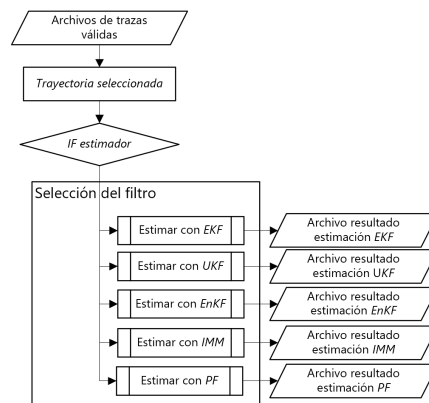 Archivos de trazas
válidas
Trayectoria seleccionada
IF estimador
Selección del filtro
Estimar con EKF
Archivo resultado
estimación EKF
Estimar con UKF
Archivo resultado
estimación UKF
Estimar con EnKF
Archivo resultado
estimación EnKF
Estimar con IMM
Archivo resultado
estimación IMM
Estimar con PF
Archivo resultado
estimación PF